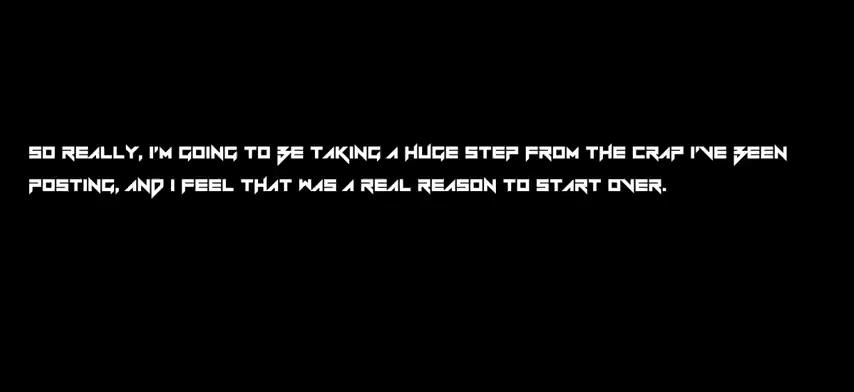 SO REALLY, I'M GOING TO BE TAKING A HUGE STEP FROM THE CRAP I'VE BEEN
POSTING, AND I FEEL THAT WAS A REAL REASON TO START OVER.